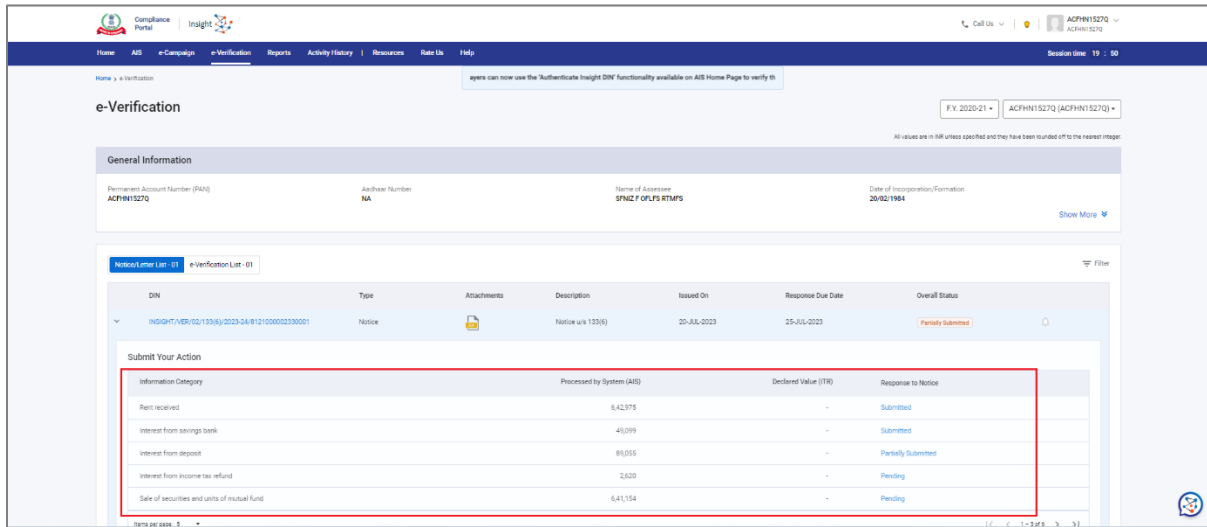 Compliance Portal Insight Call Us ACFHN1527Q
ACFHN1527Q
Home AIS e-Campaign e-Verification Reports Activity History | Resources Rate Us Help Session time 19 : 50
Home > e-Verification ayers can now use the 'Authenticate Insight DIN' functionality available on AIS Home Page to verify th
e-Verification F.Y. 2020-21 ACFHN1527Q (ACFHN1527Q)
All values are in INR unless specified and they have been rounded off to the nearest integer.
General Information
Permanent Account Number (PAN) Aadhaar Number Name of Assessee Date of Incorporation/Formation
ACFHN1527Q NA SFNIZ F OFLFS RTMFS 20/02/1984
Show More
Notice/Letter List - 01 e-Verification List - 01 Filter
DIN Type Attachments Description Issued On Response Due Date Overall Status
INSIGHT/VER/02/133(6)/2023-24/8121000002330001 Notice Notice u/s 133(6) 20-JUL-2023 25-JUL-2023 Partially Submitted
Submit Your Action
Information Category Processed by System (AIS) Declared Value (ITR) Response to Notice
Rent received 6,42,975 - Submitted
Interest from savings bank 49,099 - Submitted
Interest from deposit 89,055 - Partially Submitted
Interest from income tax refund 2,620 - Pending
Sale of securities and units of mutual fund 6,41,154 - Pending
Items per page: 5